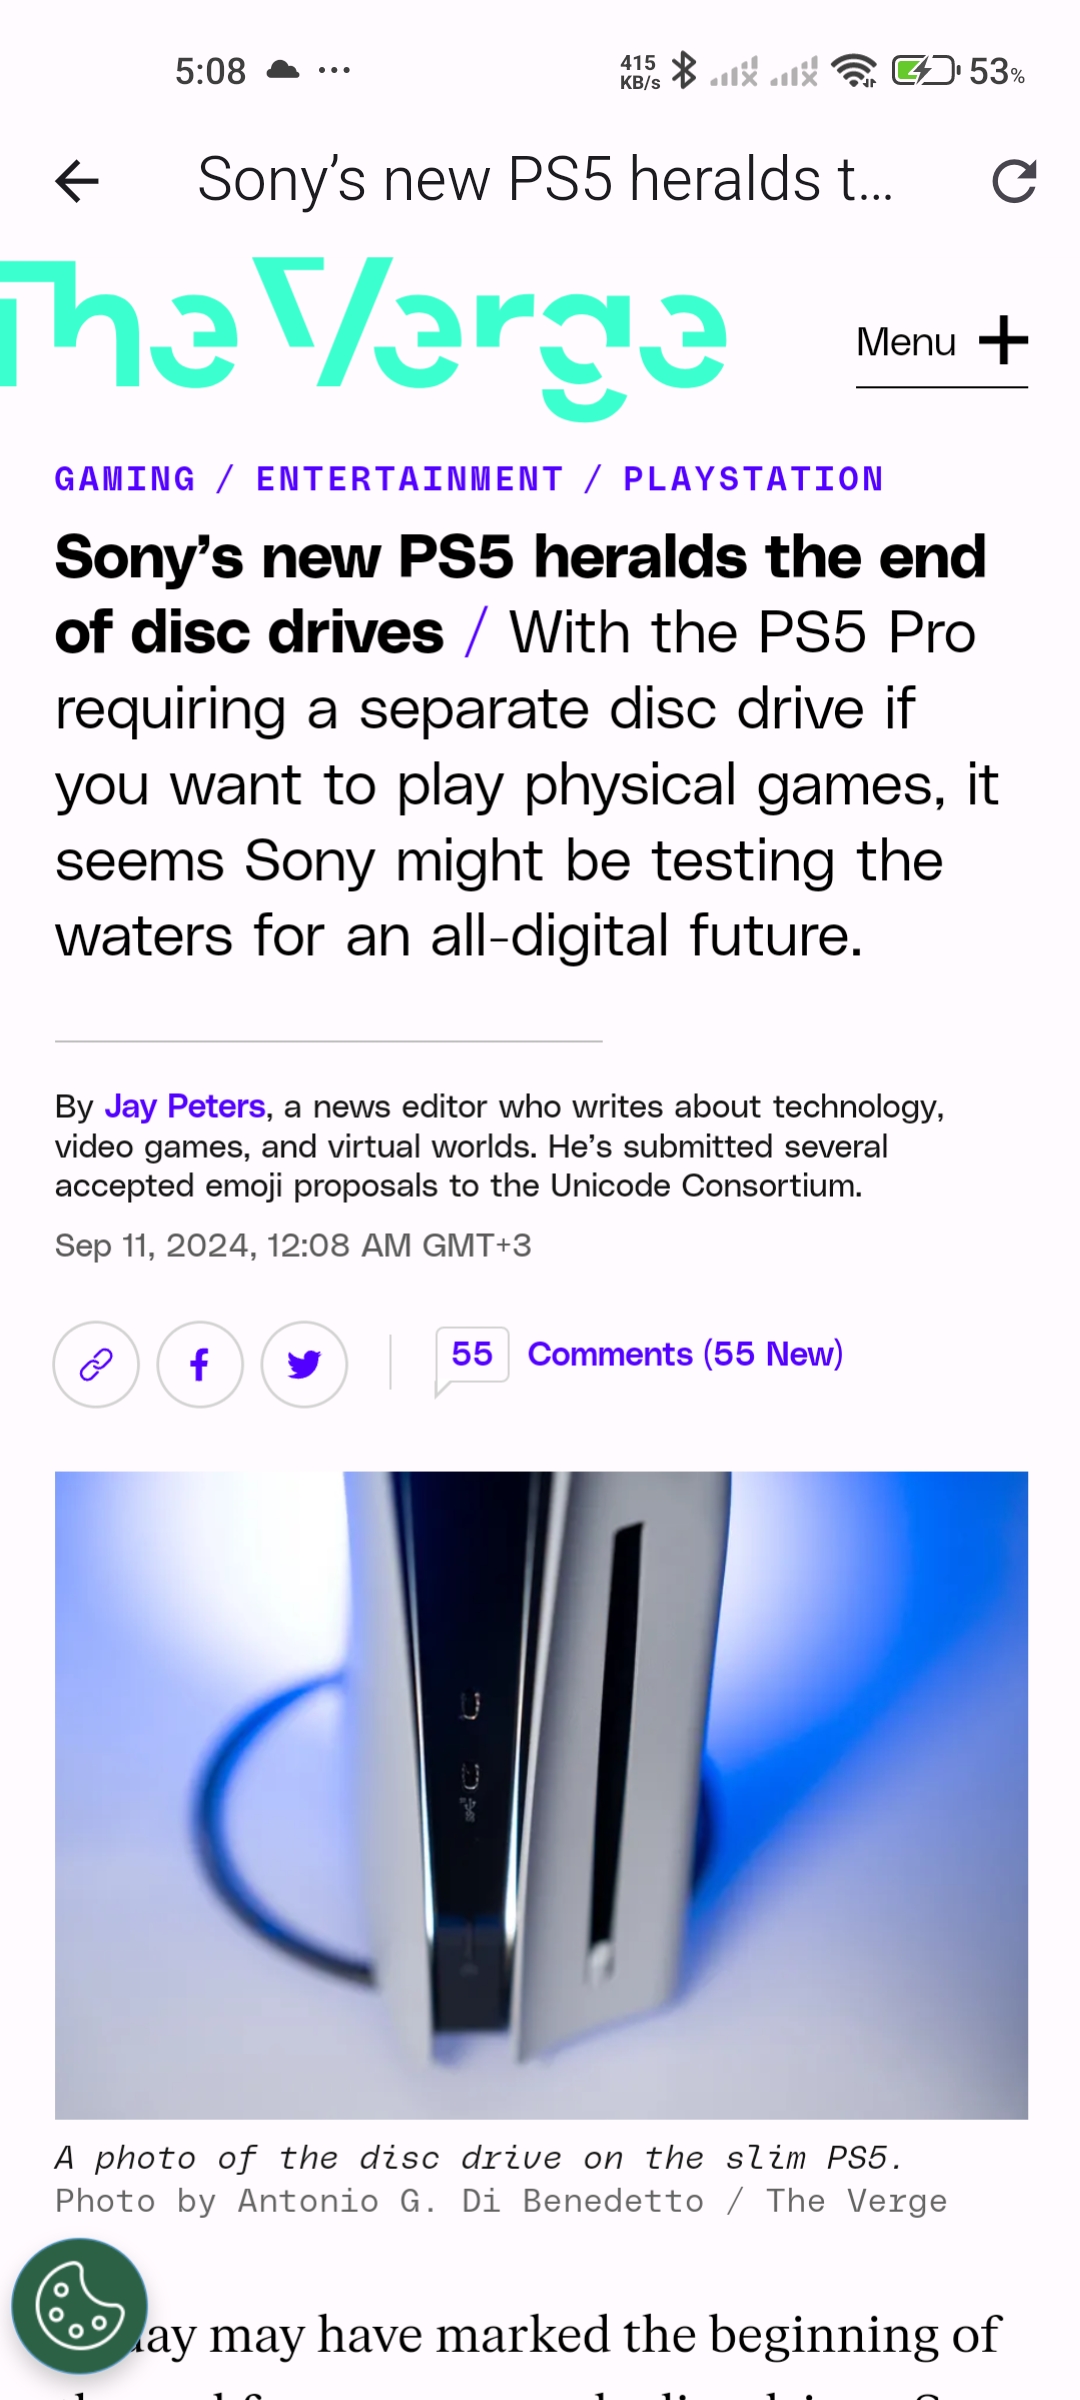 5:08 ... 415 KB/s 53%
Sony’s new PS5 heralds t...
The Verge
Menu
GAMING / ENTERTAINMENT / PLAYSTATION
Sony’s new PS5 heralds the end
of disc drives / With the PS5 Pro
requiring a separate disc drive if
you want to play physical games, it
seems Sony might be testing the
waters for an all-digital future.
By Jay Peters, a news editor who writes about technology,
video games, and virtual worlds. He’s submitted several
accepted emoji proposals to the Unicode Consortium.
Sep 11, 2024, 12:08 AM GMT+3
55 Comments (55 New)
A photo of the disc drive on the slim PS5.
Photo by Antonio G. Di Benedetto / The Verge
may have marked the beginning of